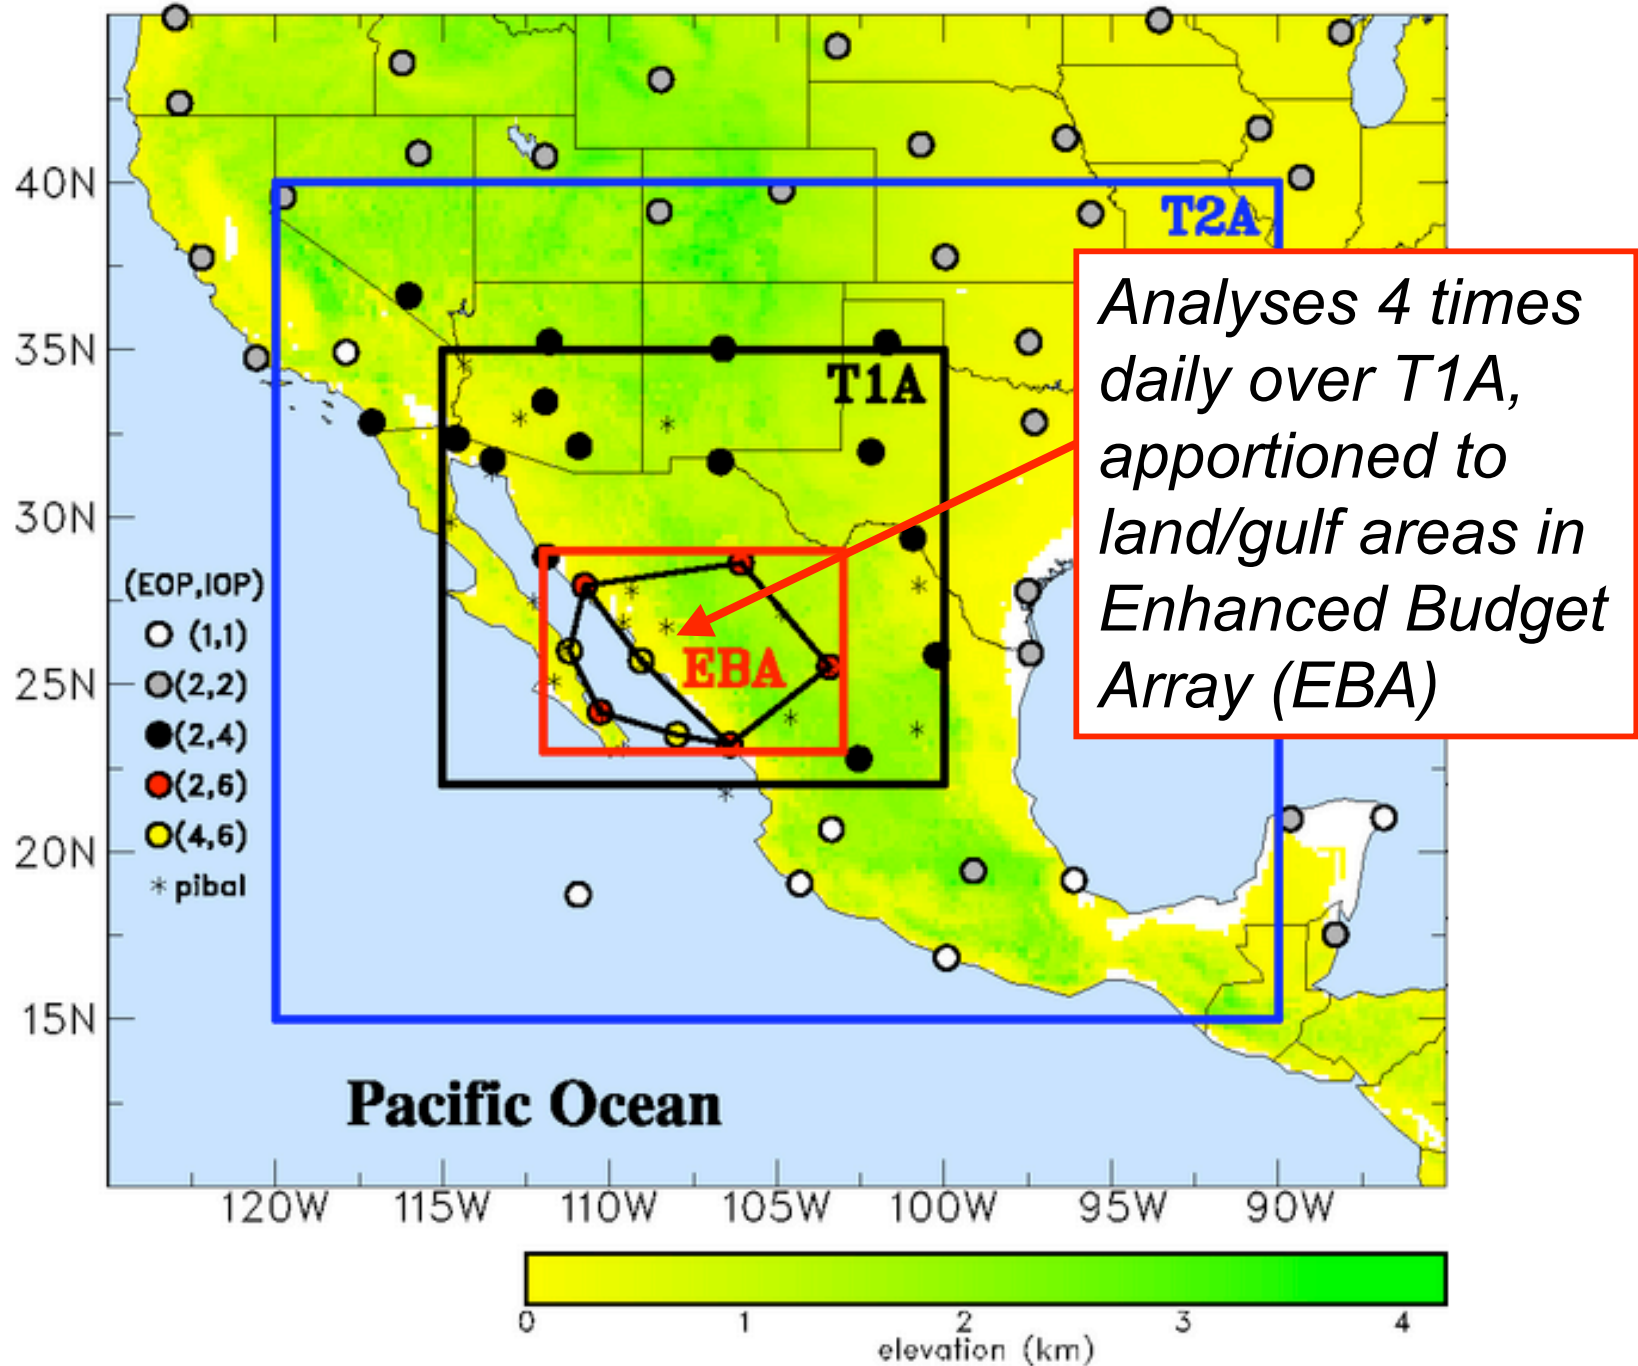 40N
35N
30N
25N
20N
15N
T2A
T1A
EBA
Analyses 4 times
daily over T1A,
apportioned to
land/gulf areas in
Enhanced Budget
Array (EBA)
(EOP,IOP)
(1,1)
(2,2)
(2,4)
(2,6)
(4,6)
* pibal
Pacific Ocean
120W 115W 110W 105W 100W 95W 90W
0 1 2 3 4
elevation (km)